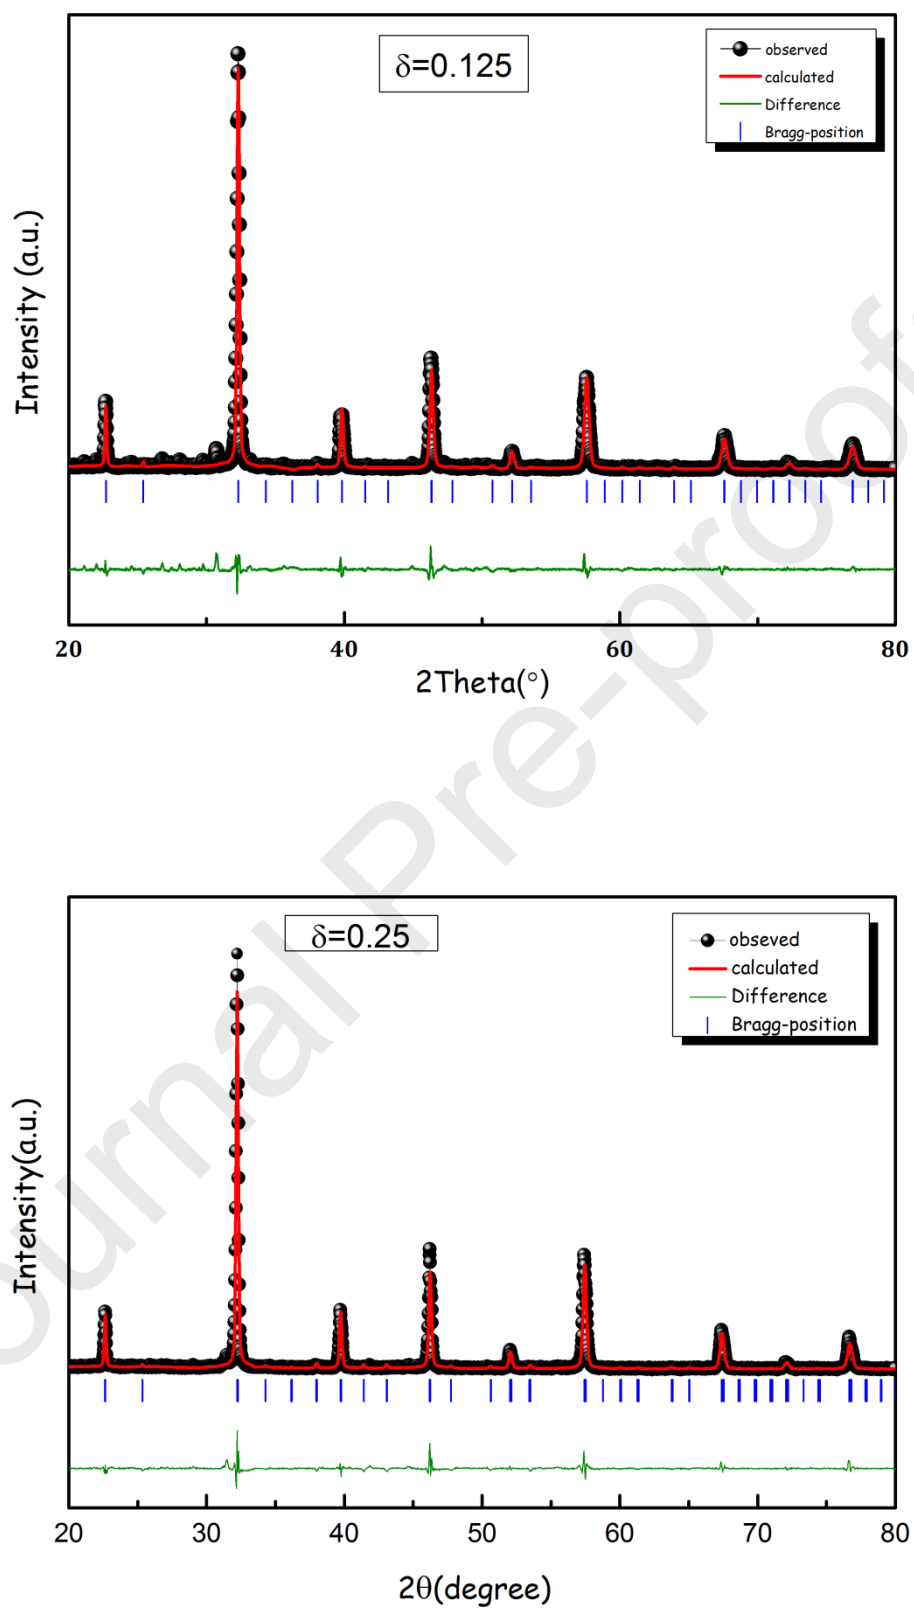 δ=0.125
observed
calculated
Difference
Bragg-position
Intensity (a.u.)
20 40 60 80
2Theta(°)
Journal Pre-proof
δ=0.25
obseved
calculated
Difference
Bragg-position
Intensity(a.u.)
20 30 40 50 60 70 80
2θ(degree)